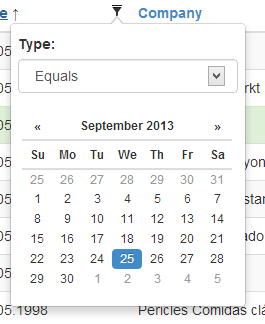 e ↑ Company
Type:
Equals
« September 2013 »
Su Mo Tu We Th Fr Sa
25 26 27 28 29 30 31
1 2 3 4 5 6 7
8 9 10 11 12 13 14
15 16 17 18 19 20 21
22 23 24 25 26 27 28
29 30 1 2 3 4 5
05.1998 Pericles Comidas clá